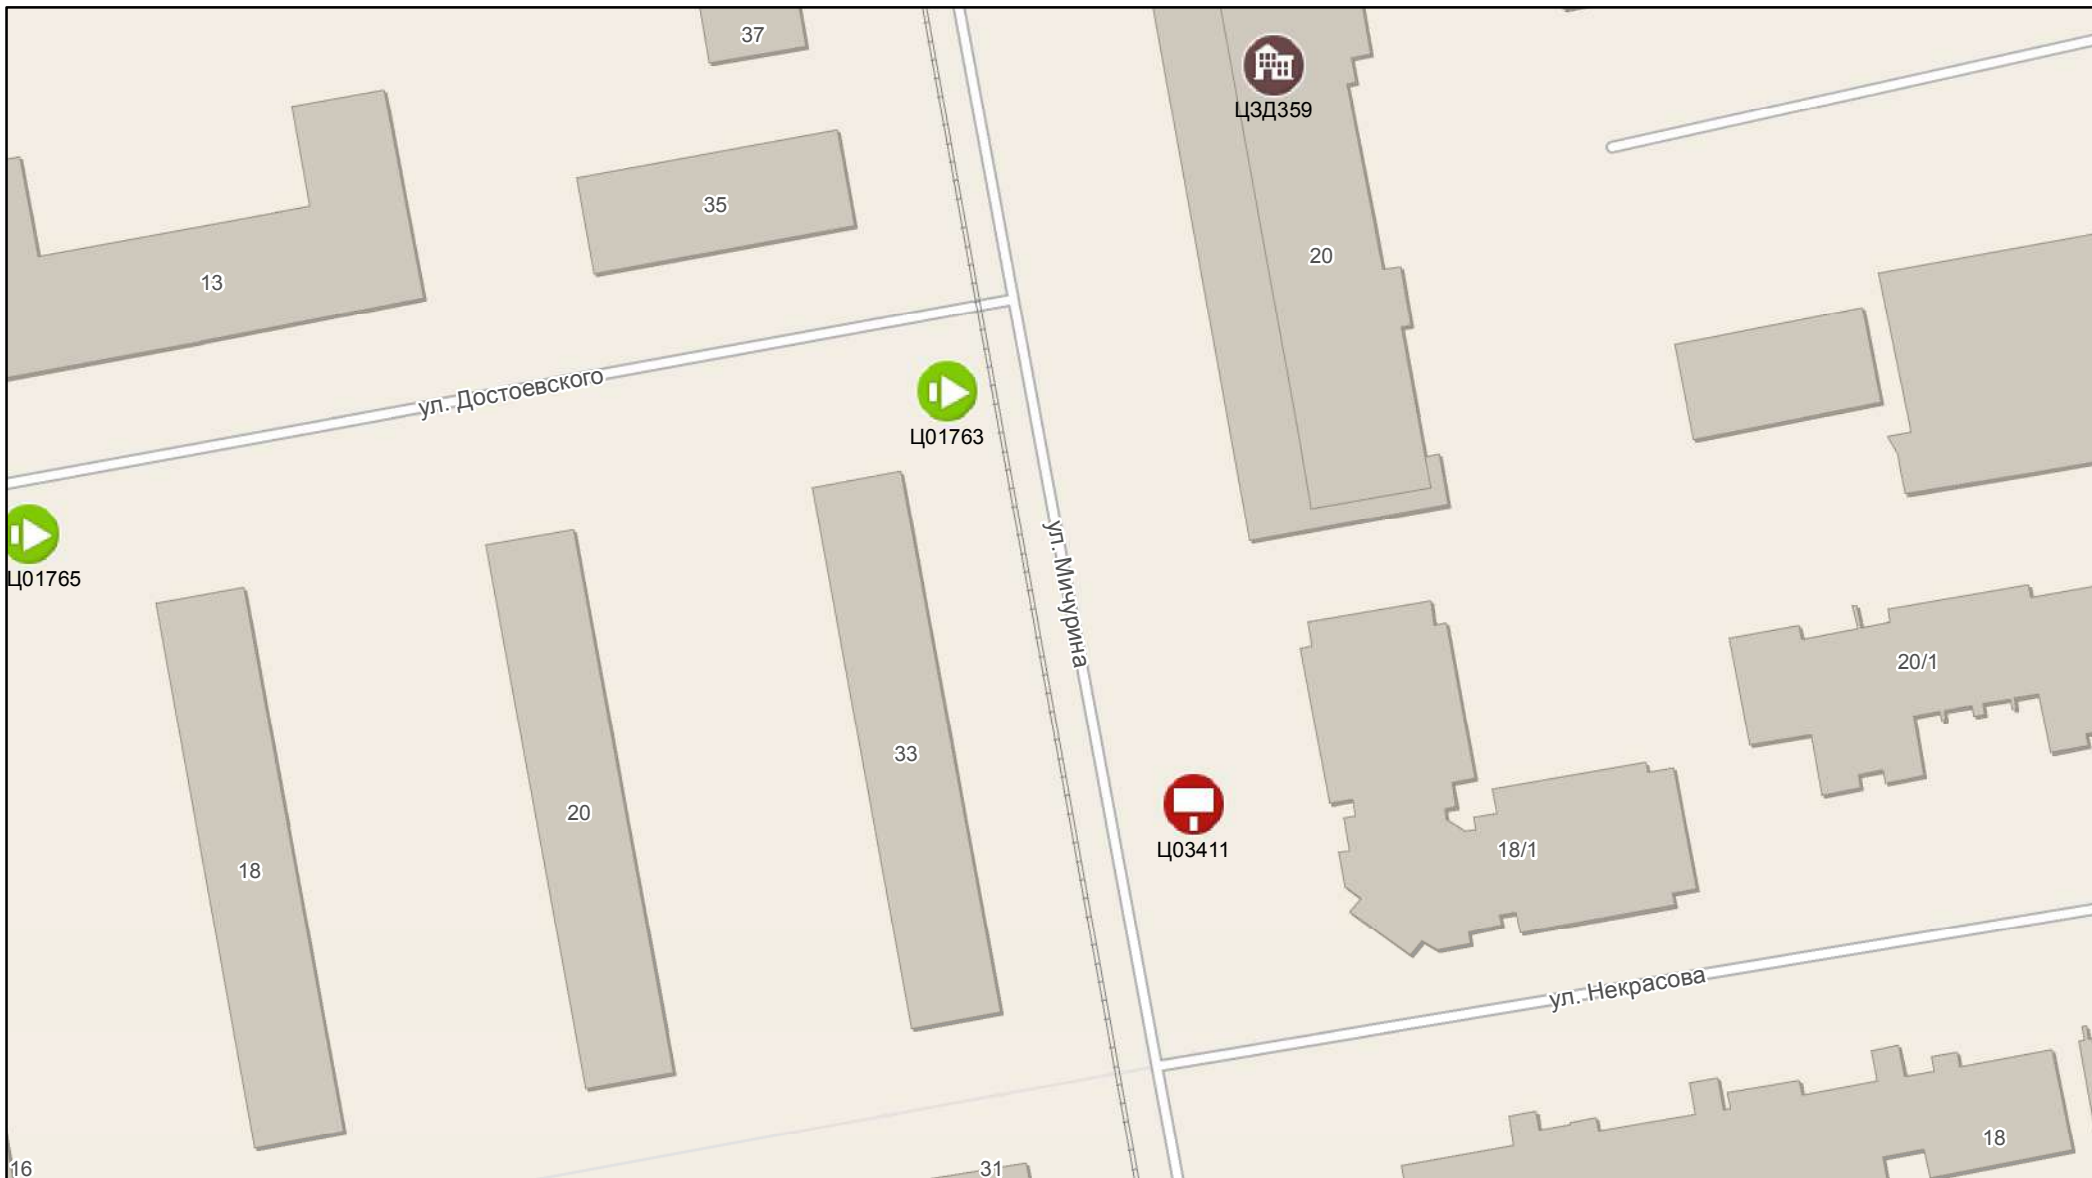 37
ЦЗД359
35
20
13
ул. Достоевского
Ц01763
ул. Мичурина
Ц01765
20/1
33
20
18/1
Ц03411
18
ул. Некрасова
18
16
31